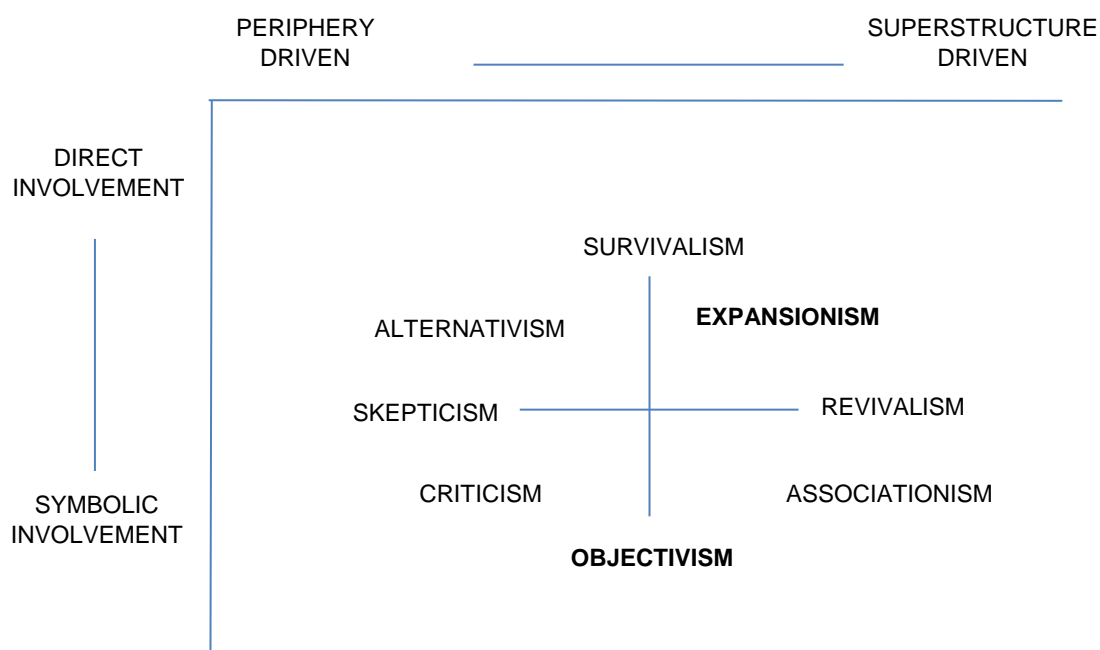 PERIPHERY
DRIVEN
SUPERSTRUCTURE
DRIVEN
DIRECT
INVOLVEMENT
SURVIVALISM
EXPANSIONISM
ALTERNATIVISM
SKEPTICISM
REVIVALISM
CRITICISM
ASSOCIATIONISM
SYMBOLIC
INVOLVEMENT
OBJECTIVISM